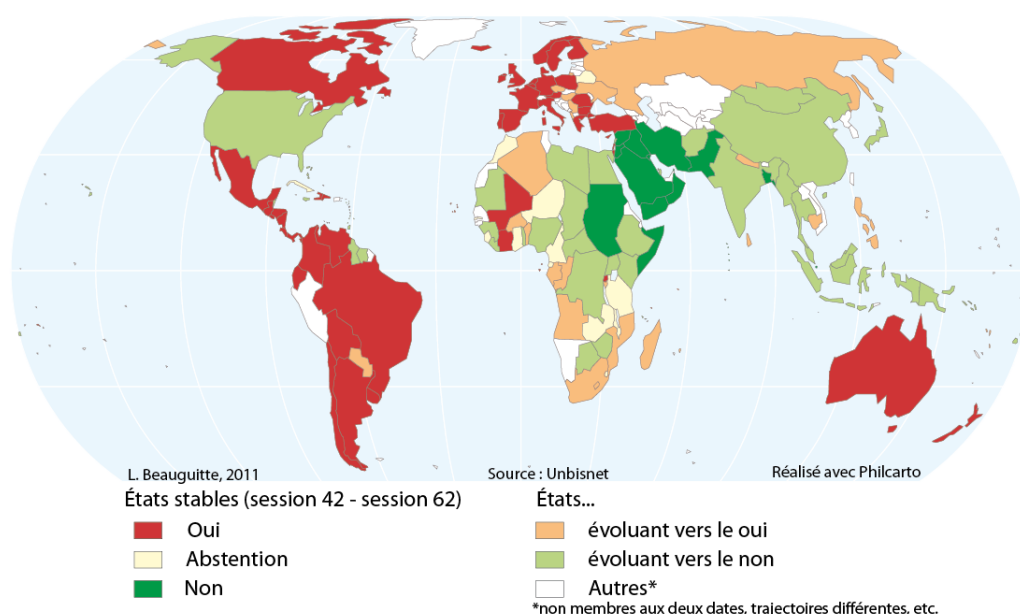 L. Beauguitte, 2011
Source : Unbisnet
Réalisé avec Philcarto
États stables (session 42 - session 62)
Oui
Abstention
Non
États...
évoluant vers le oui
évoluant vers le non
Autres*
*non membres aux deux dates, trajectoires différentes, etc.